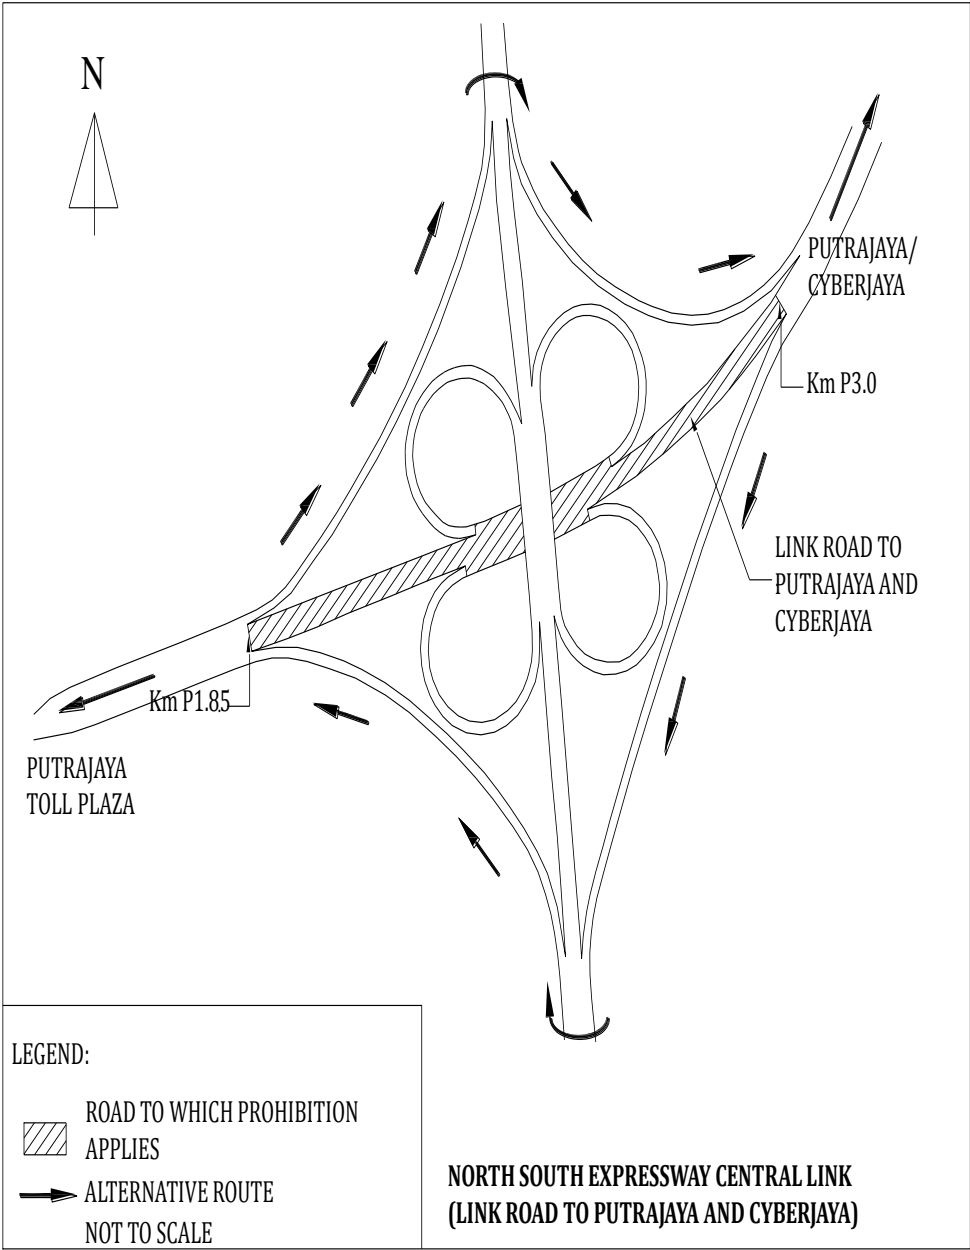 N
PUTRAJAYA/
CYBERJAYA
Km P3.0
LINK ROAD TO
PUTRAJAYA AND
CYBERJAYA
Km P1.85
PUTRAJAYA
TOLL PLAZA
LEGEND:
ROAD TO WHICH PROHIBITION
APPLIES
ALTERNATIVE ROUTE
NOT TO SCALE
NORTH SOUTH EXPRESSWAY CENTRAL LINK
(LINK ROAD TO PUTRAJAYA AND CYBERJAYA)